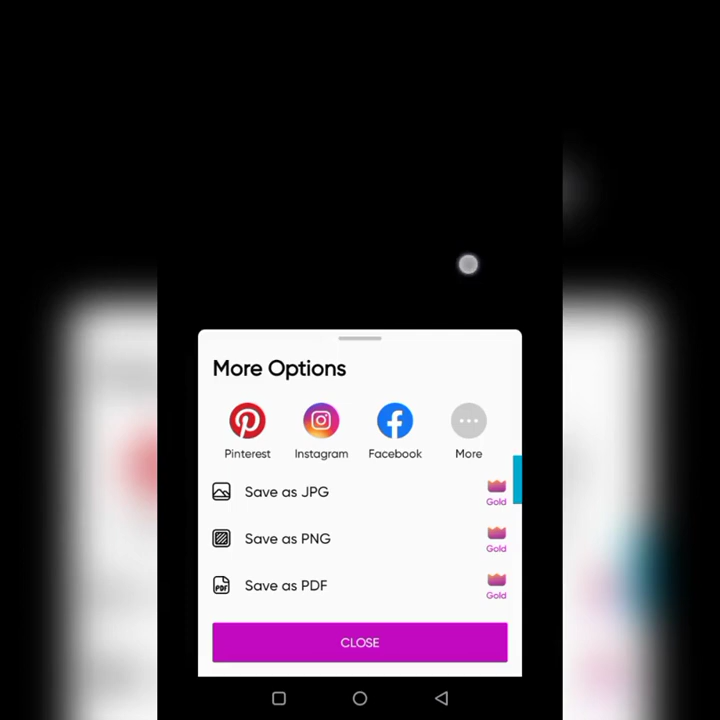 More Options
Pinterest Instagram Facebook More
Save as JPG Gold
Save as PNG Gold
PDF Save as PDF Gold
CLOSE